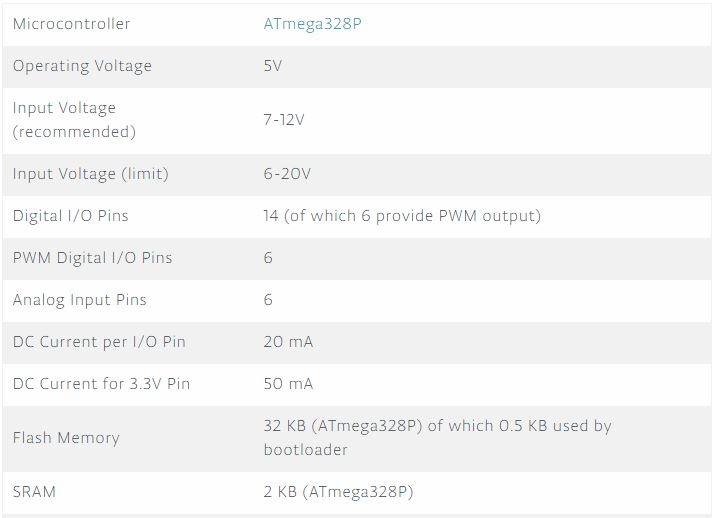 Microcontroller ATmega328P
Operating Voltage 5V
Input Voltage
(recommended) 7-12V
Input Voltage (limit) 6-20V
Digital I/O Pins 14 (of which 6 provide PWM output)
PWM Digital I/O Pins 6
Analog Input Pins 6
DC Current per I/O Pin 20 mA
DC Current for 3.3V Pin 50 mA
Flash Memory 32 KB (ATmega328P) of which 0.5 KB used by
bootloader
SRAM 2 KB (ATmega328P)